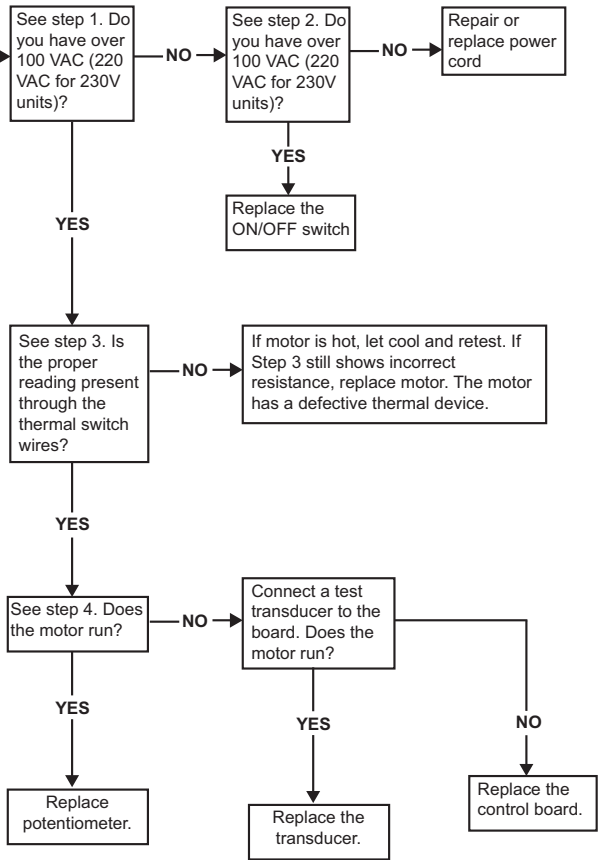 See step 1. Do
you have over
100 VAC (220
VAC for 230V
units)?
NO
See step 2. Do
you have over
100 VAC (220
VAC for 230V
units)?
NO
Repair or
replace power
cord
YES
Replace the
ON/OFF switch
YES
See step 3. Is
the proper
reading present
through the
thermal switch
wires?
NO
If motor is hot, let cool and retest. If
Step 3 still shows incorrect
resistance, replace motor. The motor
has a defective thermal device.
YES
See step 4. Does
the motor run?
NO
Connect a test
transducer to the
board. Does the
motor run?
YES
YES
NO
Replace
potentiometer.
Replace the
transducer.
Replace the
control board.